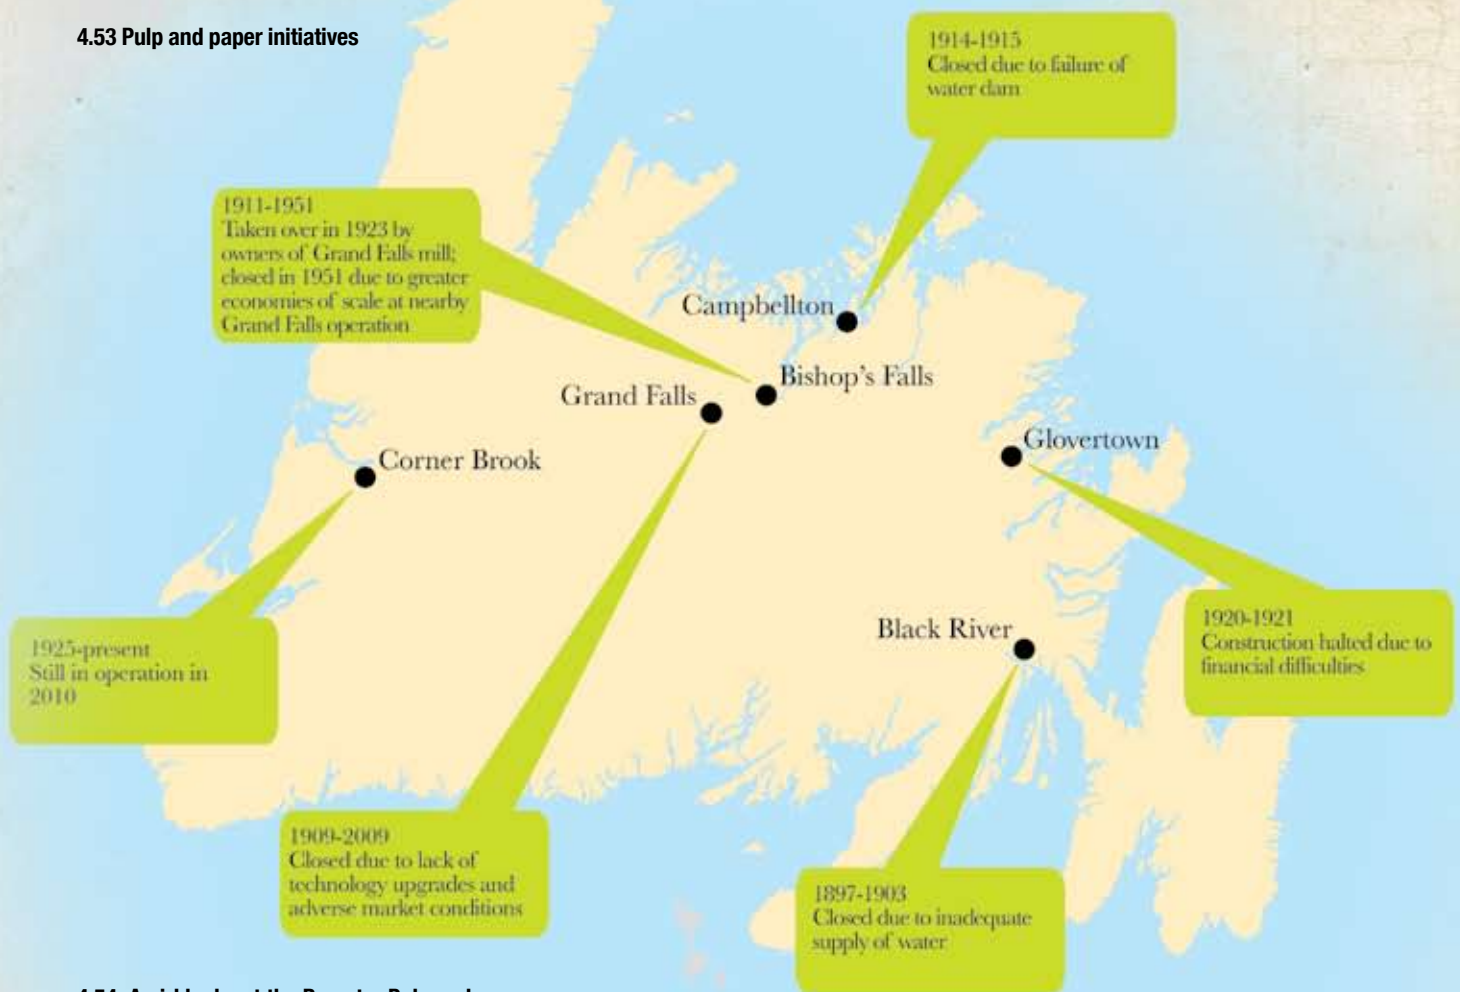 4.53 Pulp and paper initiatives
1914-1915
Closed due to failure of
water dam
1911-1951
Taken over in 1923 by
owners of Grand Falls mill;
closed in 1951 due to greater
economies of scale at nearby
Grand Falls operation
Campbellton
Bishop's Falls
Grand Falls
Glovertown
Corner Brook
1920-1921
Construction halted due to
financial difficulties
Black River
1925-present
Still in operation in
2010
1909-2009
Closed due to lack of
technology upgrades and
adverse market conditions
1897-1903
Closed due to inadequate
supply of water